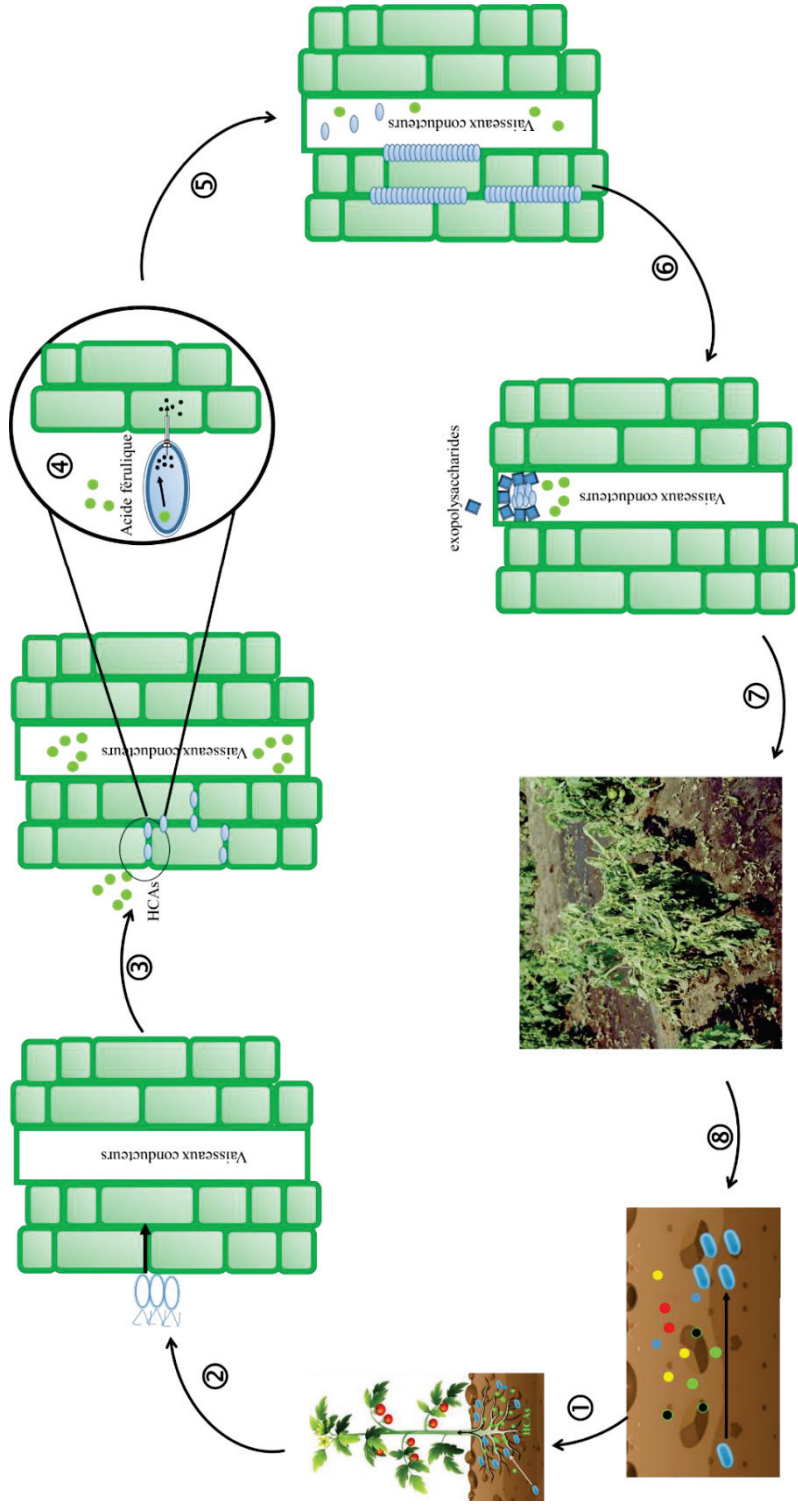 ①
HCAs
②
Vaisseaux conducteurs
③
HCAs
Vaisseaux conducteurs
④
Acide férulique
⑤
Vaisseaux conducteurs
⑥
exopolysaccharides
Vaisseaux conducteurs
⑦
⑧